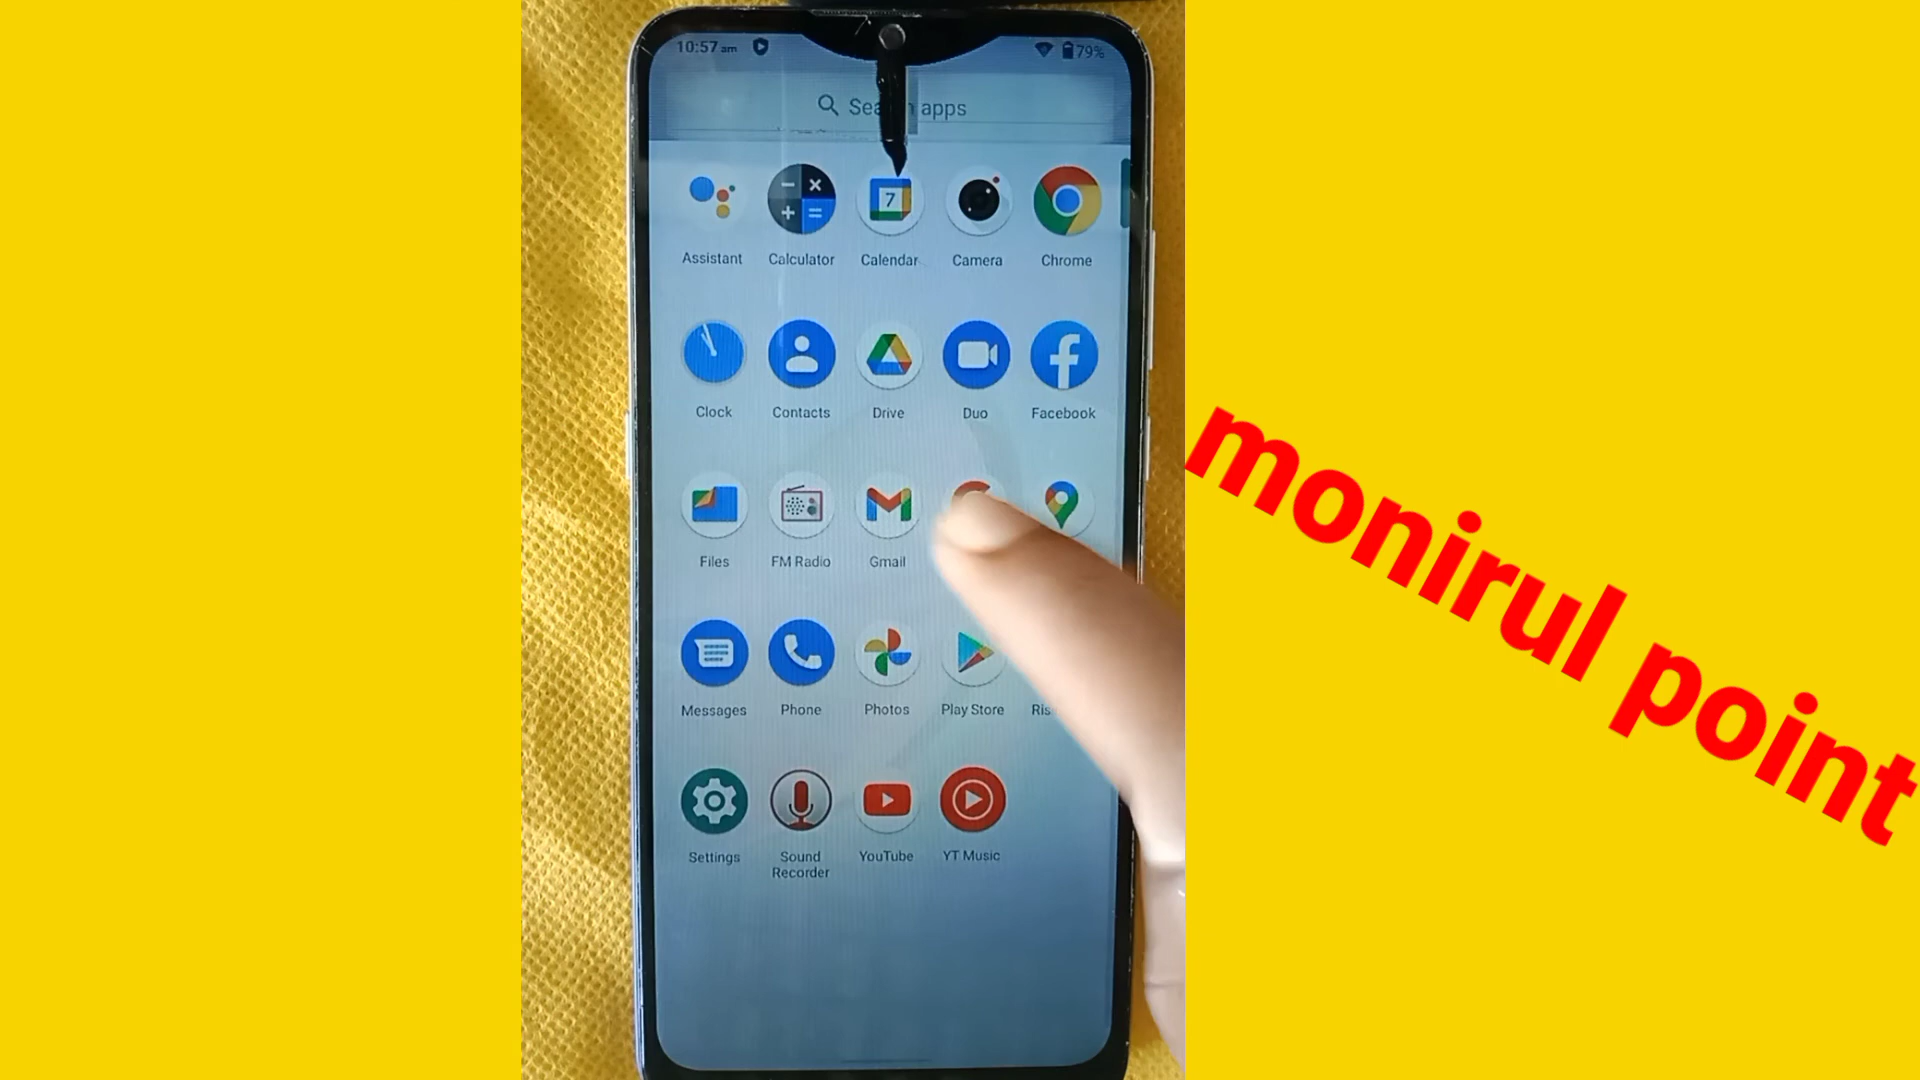 10:57 am
79%
apps
7
Assistant
Calculator
Calendar
Camera
Chrome
Clock
Contacts
Drive
Duo
Facebook
Files
FM Radio
Gmail
Messages
Phone
Photos
Play Store
Settings
Sound
Recorder
YouTube
YT Music
monirul point